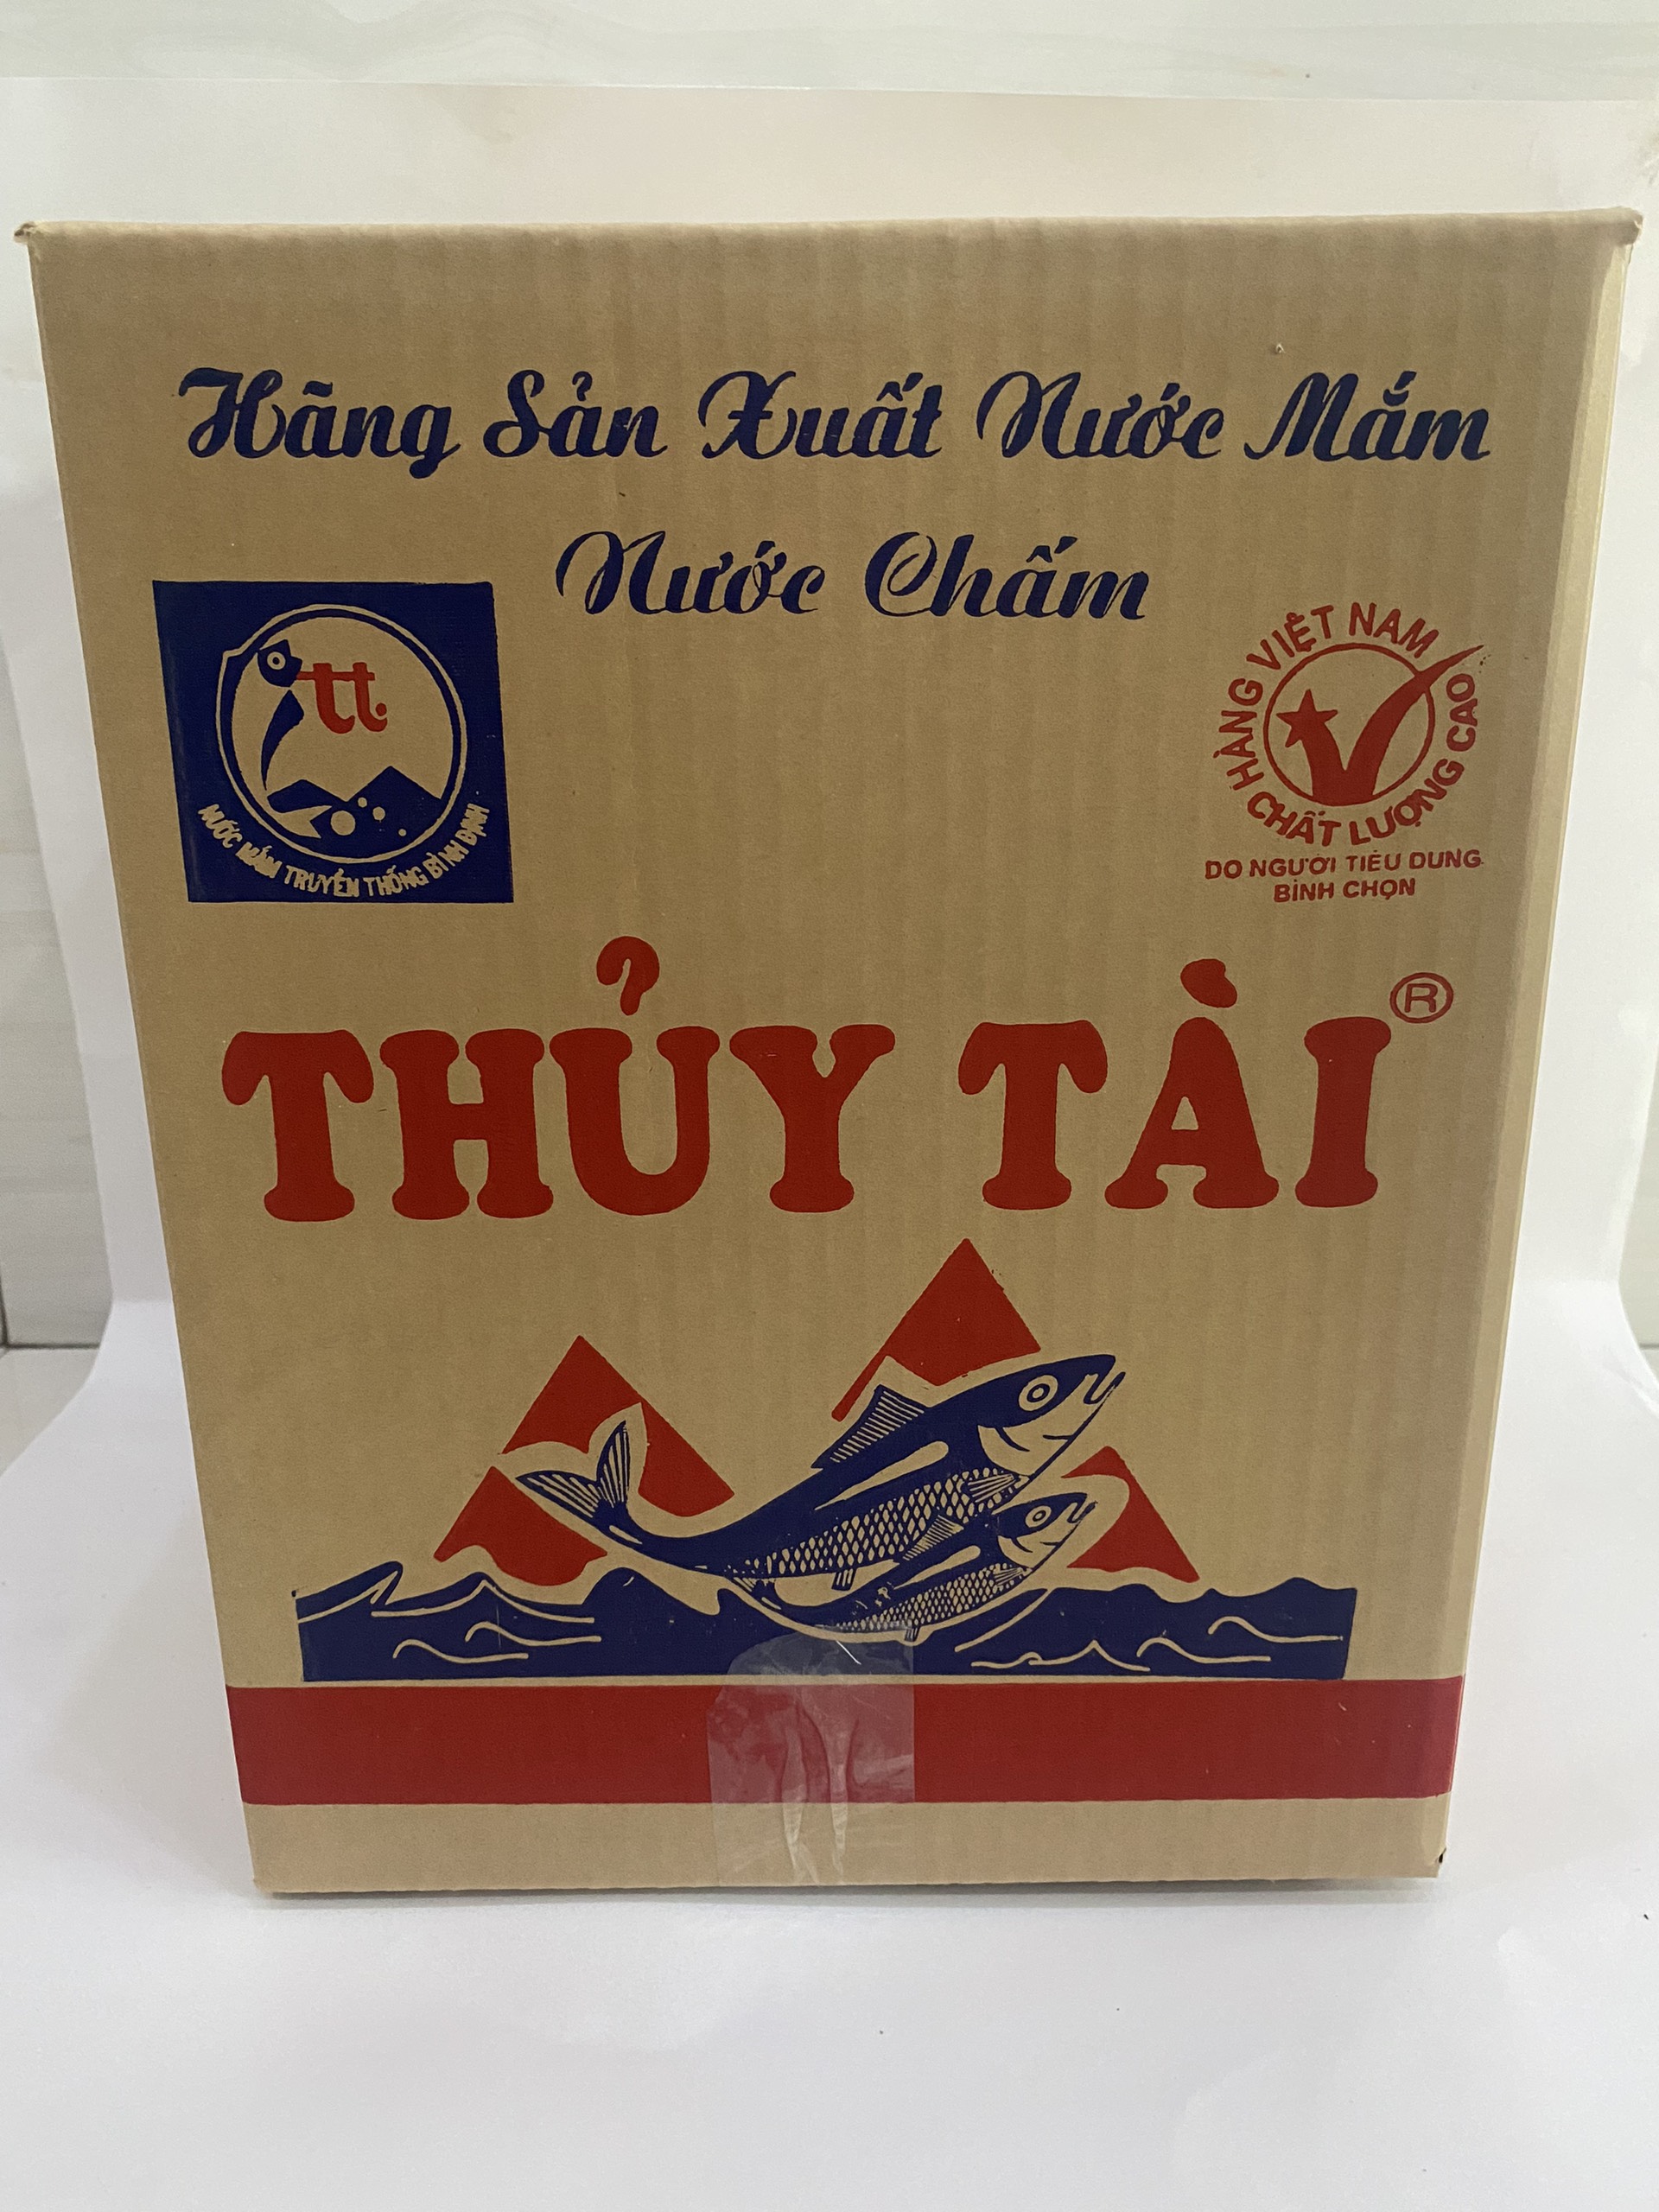 Hãng Sản Xuất Nước Mắm
Nước Chấm
tt.
NƯỚC MẮM TRUYỀN THỐNG BÌNH ĐỊNH
HÀNG VIỆT NAM
CHẤT LƯỢNG CAO
DO NGƯỜI TIÊU DÙNG
BÌNH CHỌN
THỦY TÀI ®